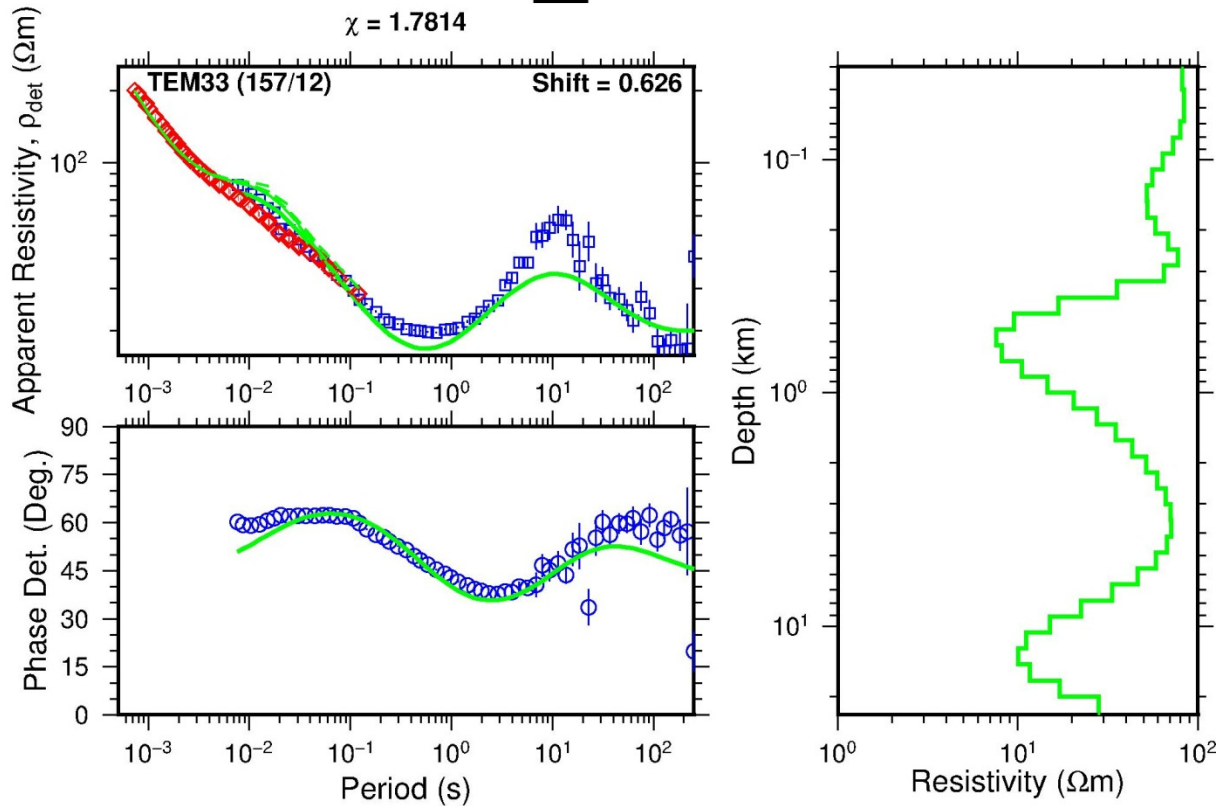 χ = 1.7814
TEM33 (157/12)
Shift = 0.626
Apparent Resistivity, ρdet (Ωm)
10²
10⁻³ 10⁻² 10⁻¹ 10⁰ 10¹ 10²
Phase Det. (Deg.)
90
75
60
45
30
15
0
10⁻³ 10⁻² 10⁻¹ 10⁰ 10¹ 10²
Period (s)
Depth (km)
10⁻¹
10⁰
10¹
10⁰ 10¹ 10²
Resistivity (Ωm)